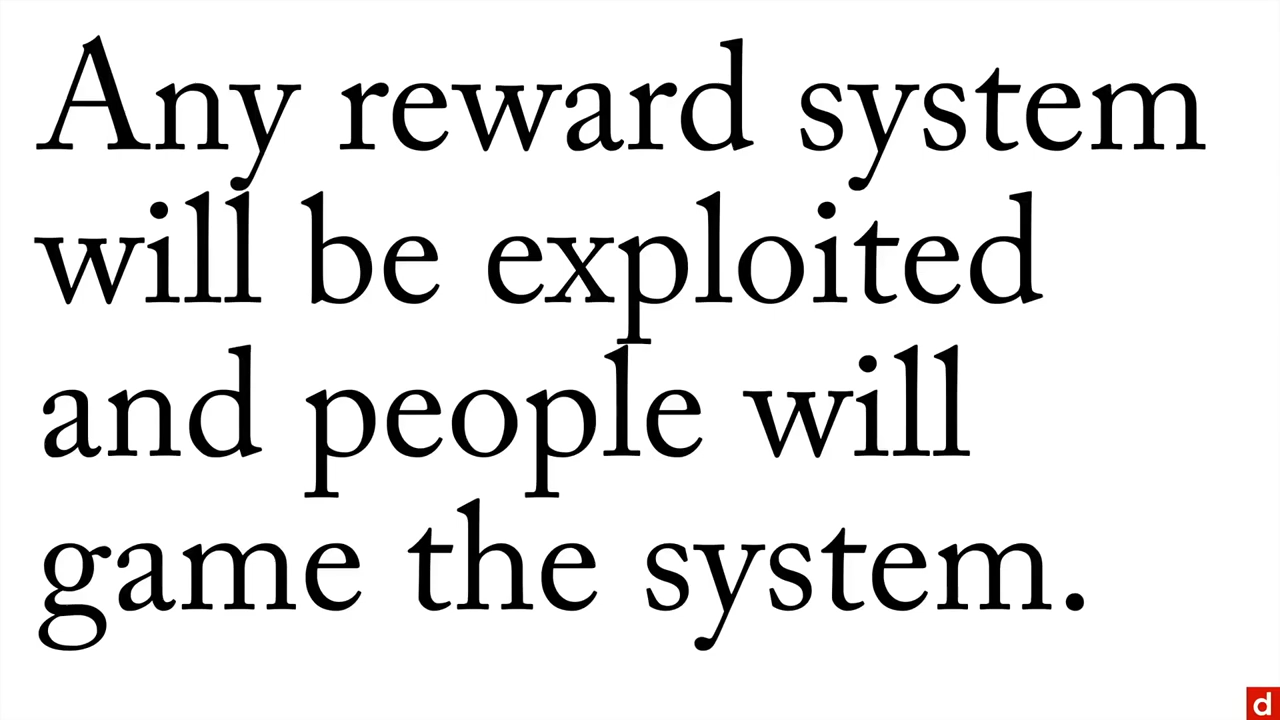 Any reward system
will be exploited
and people will
game the system.
d